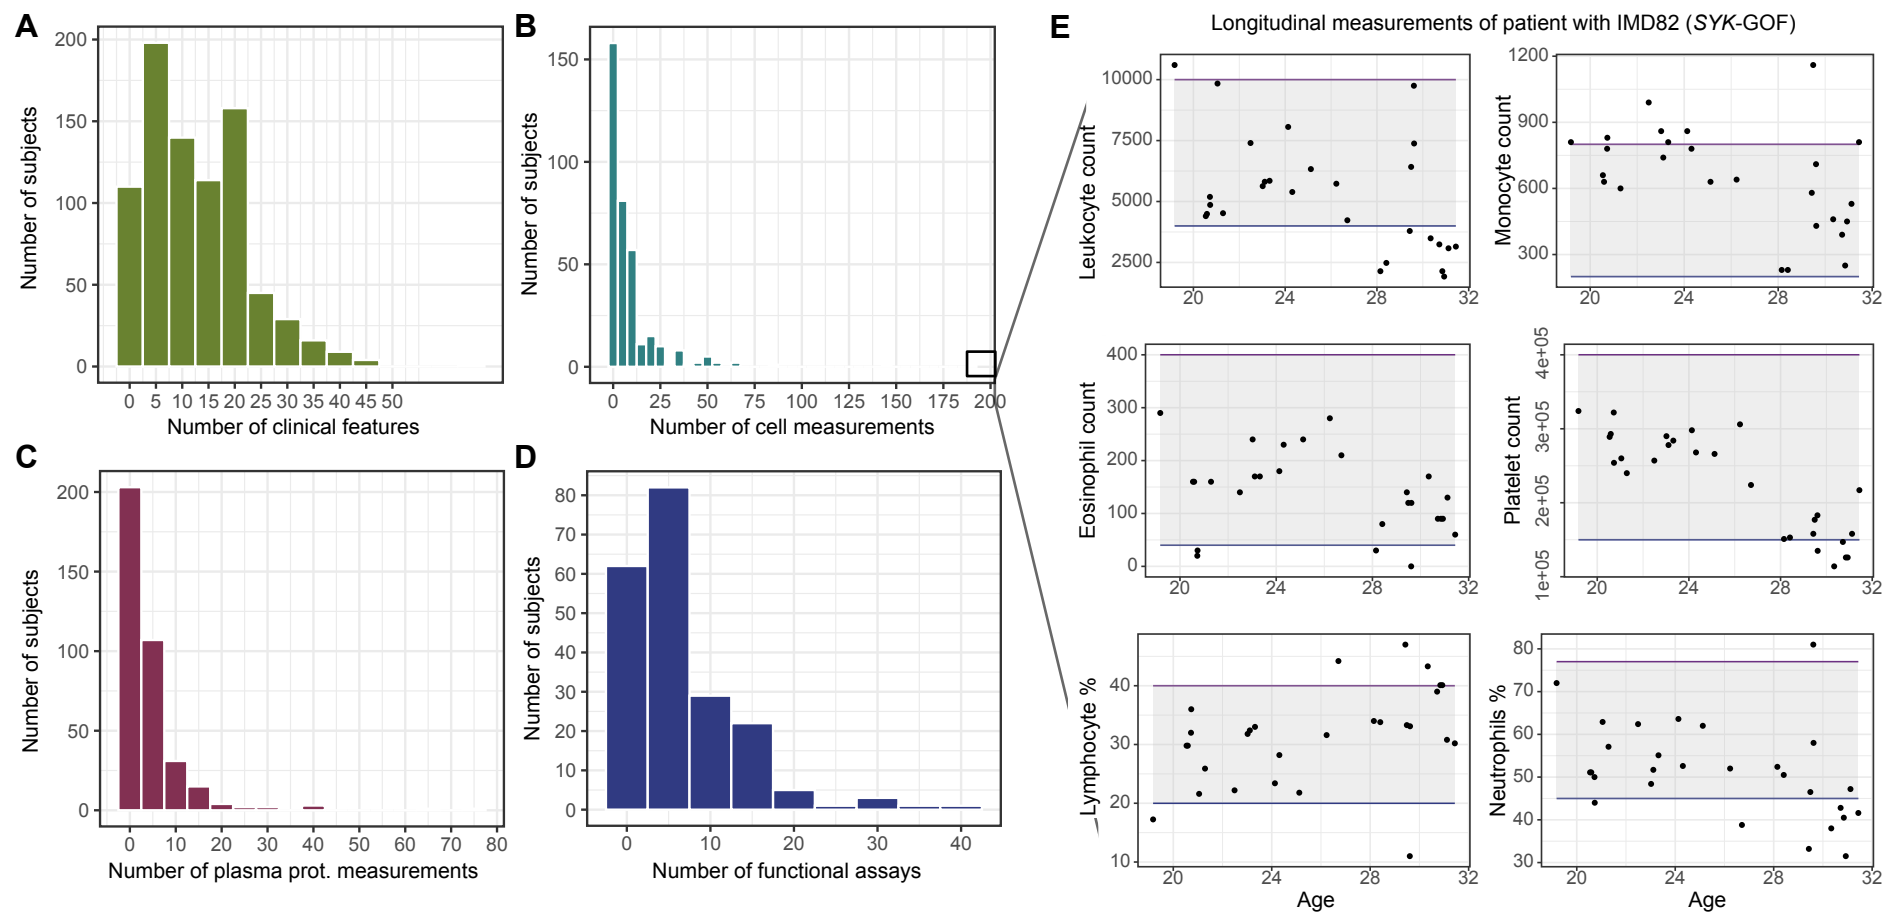 A
200
150
100
50
0
0 5 10 15 20 25 30 35 40 45 50
Number of clinical features
Number of subjects
B
150
100
50
0
0 25 50 75 100 125 150 175 200
Number of cell measurements
Number of subjects
C
200
150
100
50
0
0 10 20 30 40 50 60 70 80
Number of plasma prot. measurements
Number of subjects
D
80
70
60
50
40
30
20
10
0
0 10 20 30 40
Number of functional assays
Number of subjects
E
Longitudinal measurements of patient with IMD82 (SYK-GOF)
Leukocyte count
10000
7500
5000
2500
20 24 28 32
Monocyte count
1200
900
600
300
20 24 28 32
Eosinophil count
400
300
200
100
0
20 24 28 32
Platelet count
4e+05
3e+05
2e+05
1e+05
20 24 28 32
Lymphocyte %
40
30
20
10
20 24 28 32
Age
Neutrophils %
80
70
60
50
40
30
20 24 28 32
Age